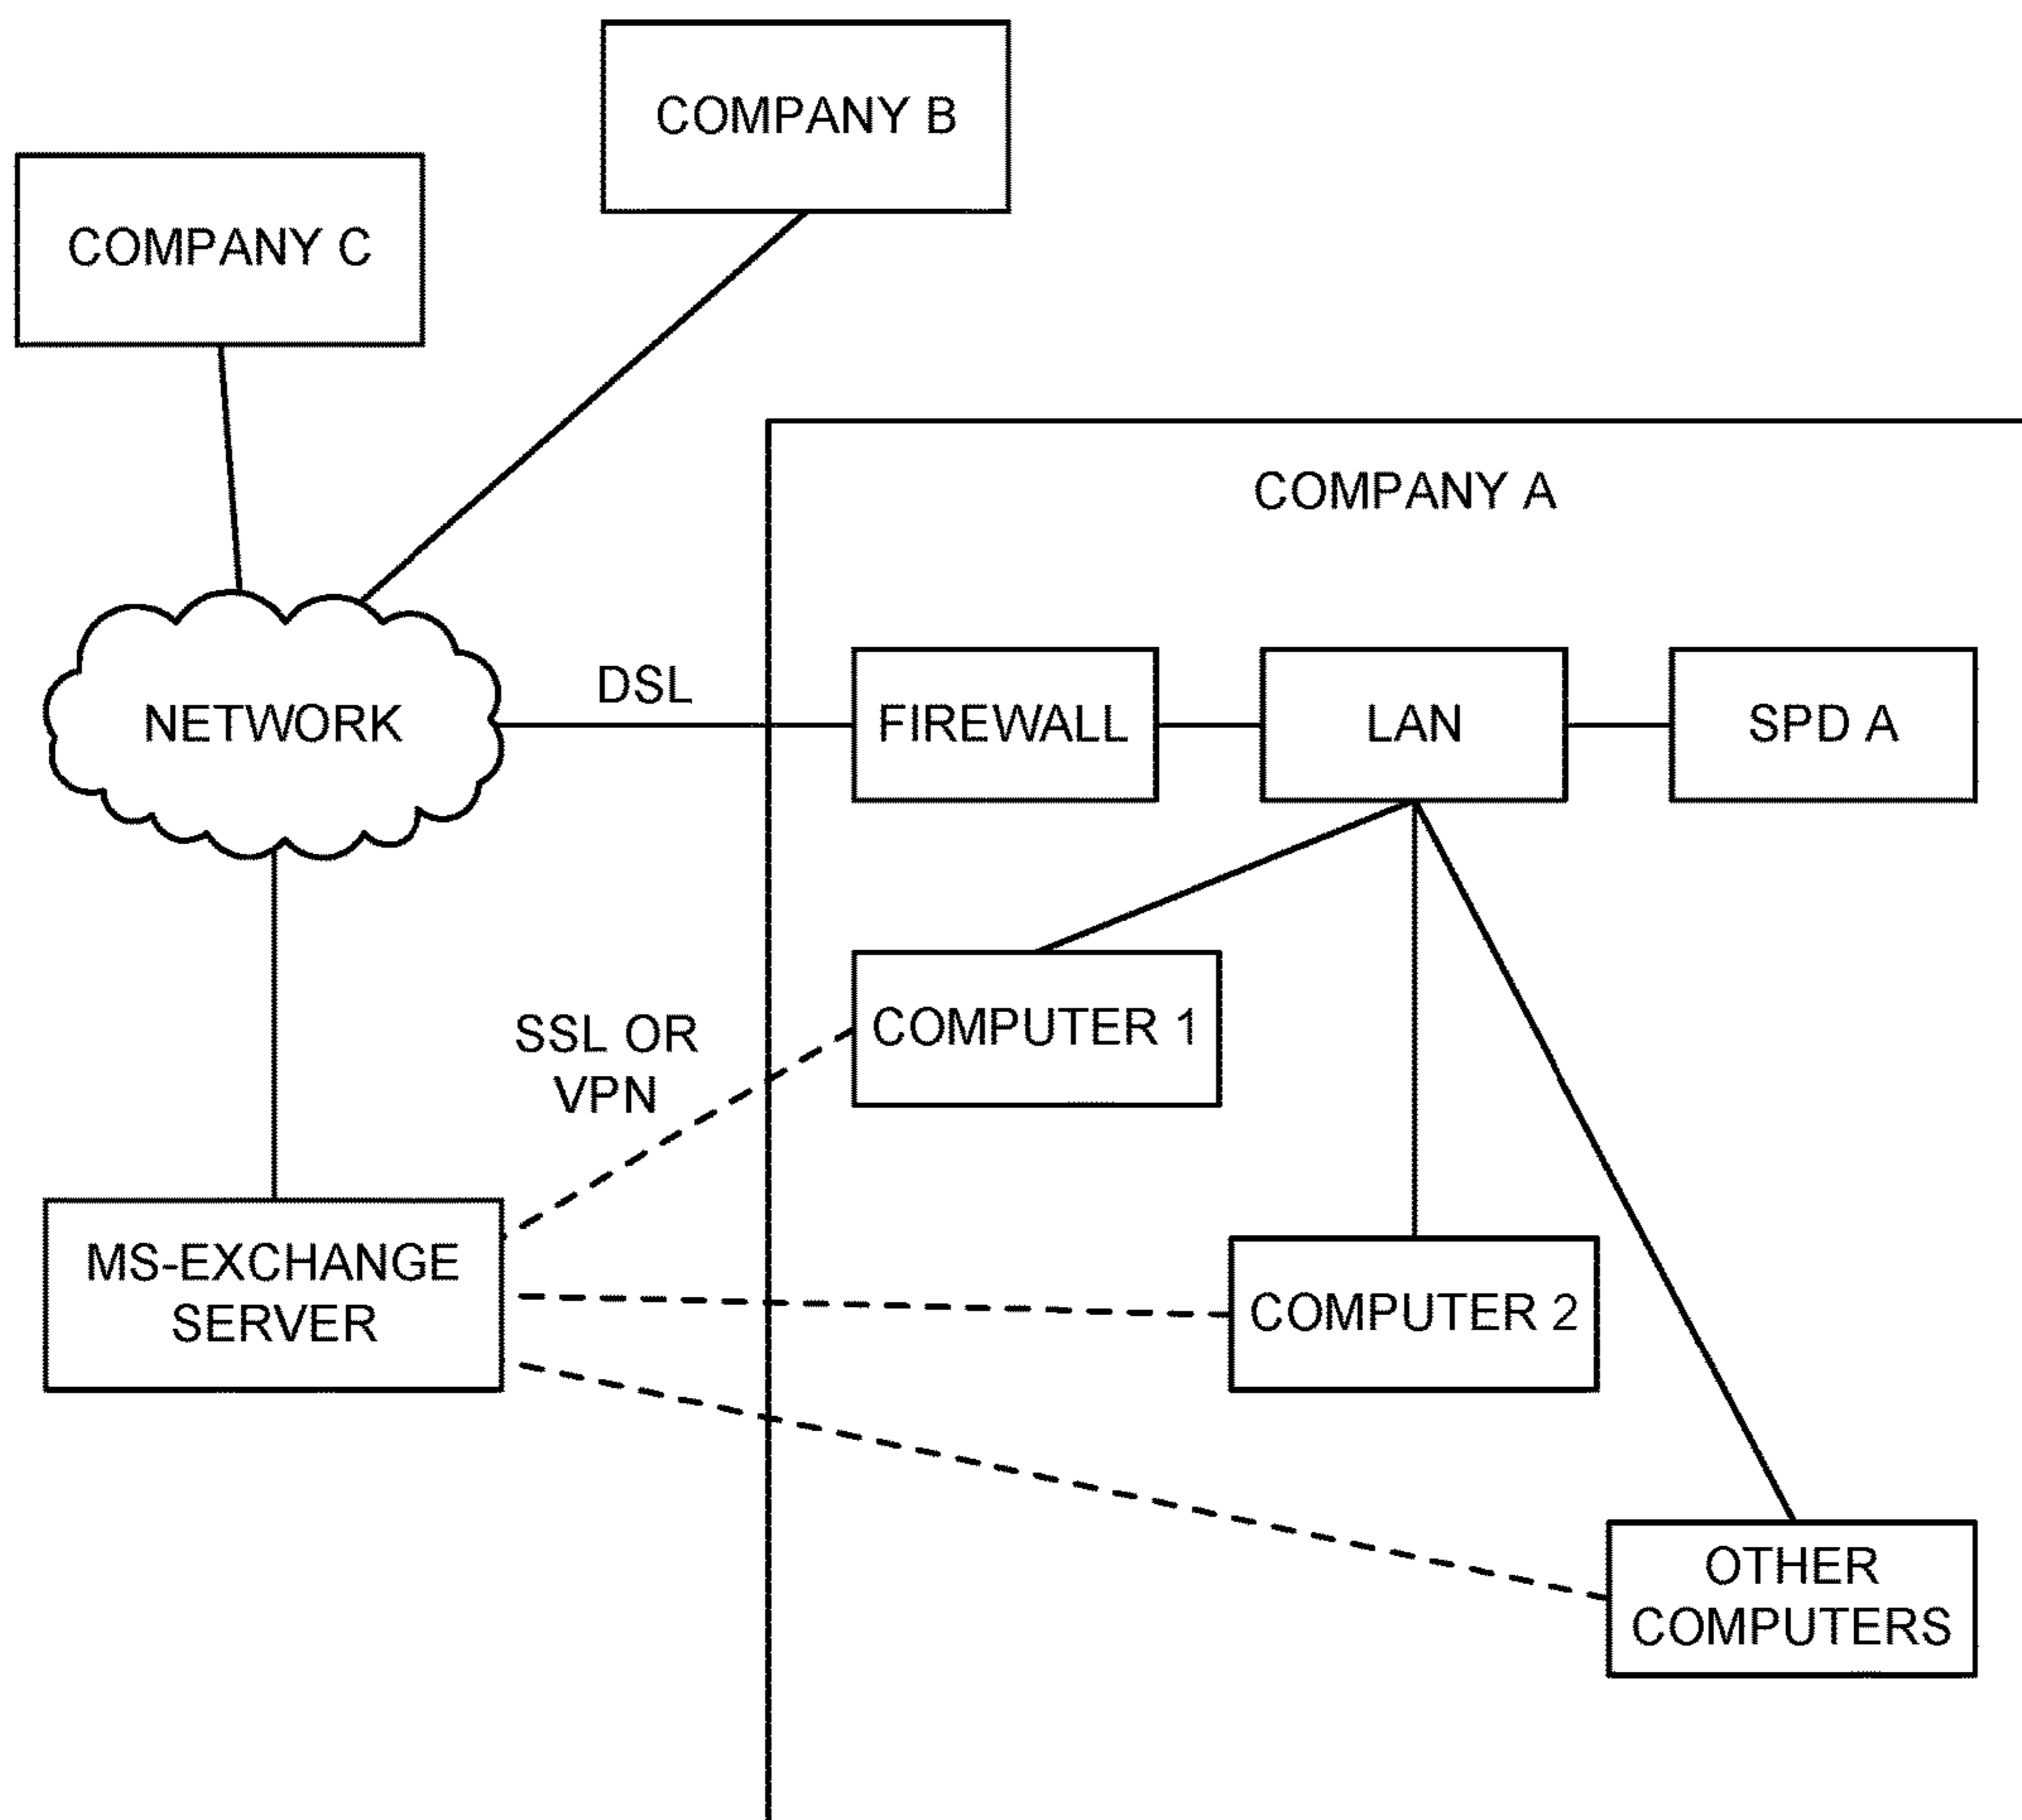 COMPANY B
COMPANY C
COMPANY A
DSL
NETWORK
FIREWALL
LAN
SPD A
COMPUTER 1
SSL OR
VPN
MS-EXCHANGE
SERVER
COMPUTER 2
OTHER
COMPUTERS